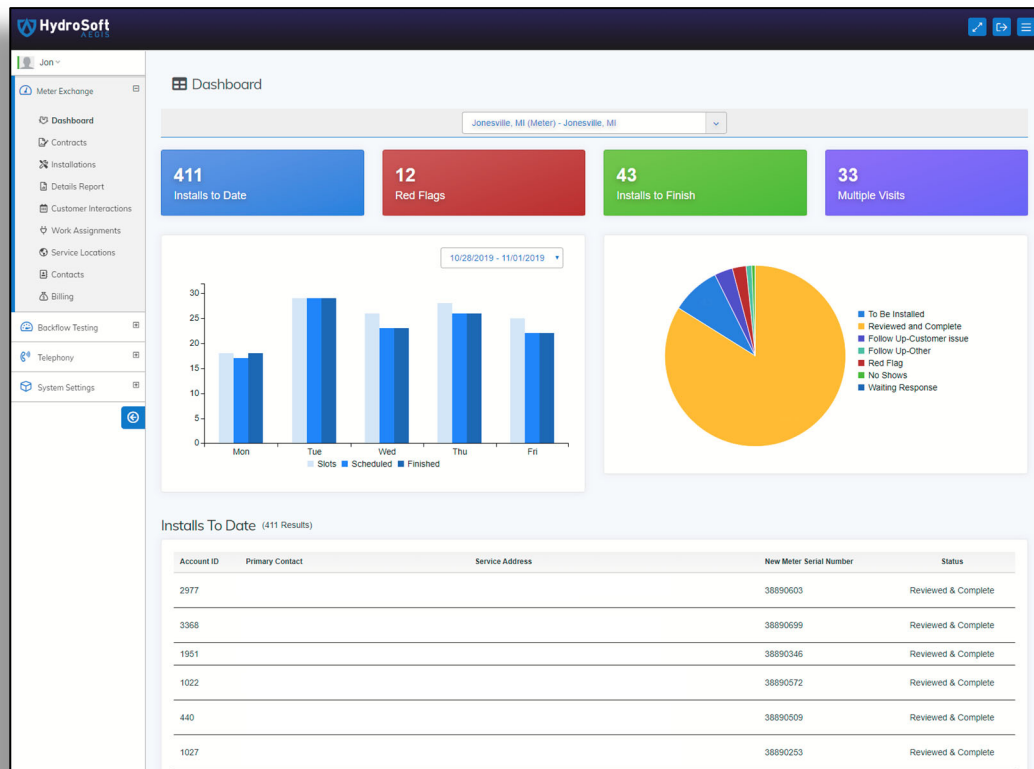 HydroSoft
AEGIS
Jon
Meter Exchange
Dashboard
Contracts
Installations
Details Report
Customer Interactions
Work Assignments
Service Locations
Contacts
Billing
Backflow Testing
Telephony
System Settings
Dashboard
Jonesville, MI (Meter) - Jonesville, MI
411
Installs to Date
12
Red Flags
43
Installs to Finish
33
Multiple Visits
10/28/2019 - 11/01/2019
30
25
20
15
10
5
0
Mon Tue Wed Thu Fri
Slots Scheduled Finished
To Be Installed
Reviewed and Complete
Follow Up-Customer issue
Follow Up-Other
Red Flag
No Shows
Waiting Response
Installs To Date (411 Results)
Account ID Primary Contact Service Address New Meter Serial Number Status
2977 38890603 Reviewed & Complete
3368 38890699 Reviewed & Complete
1951 38890346 Reviewed & Complete
1022 38890572 Reviewed & Complete
440 38890509 Reviewed & Complete
1027 38890253 Reviewed & Complete